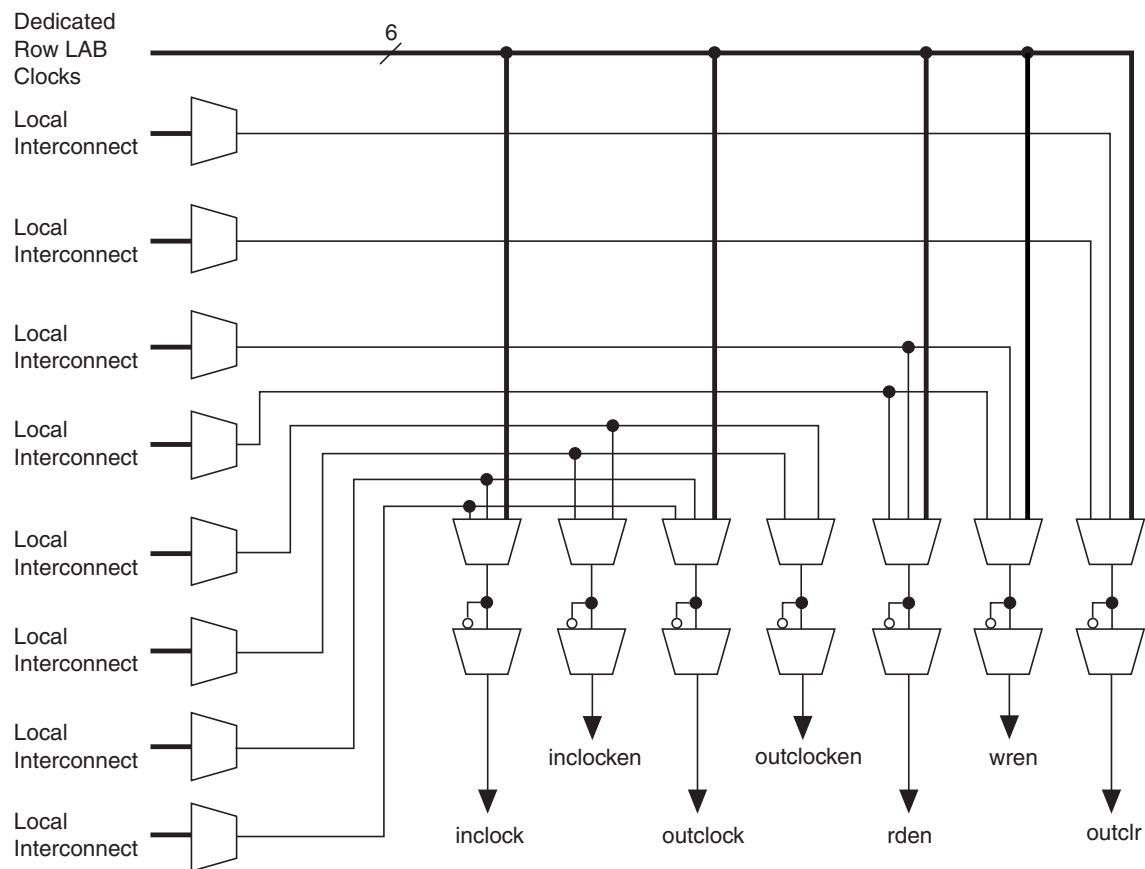 Dedicated
Row LAB
Clocks
6
Local
Interconnect
Local
Interconnect
Local
Interconnect
Local
Interconnect
Local
Interconnect
Local
Interconnect
Local
Interconnect
Local
Interconnect
inclocken
outclocken
wren
inclock
outclock
rden
outclr